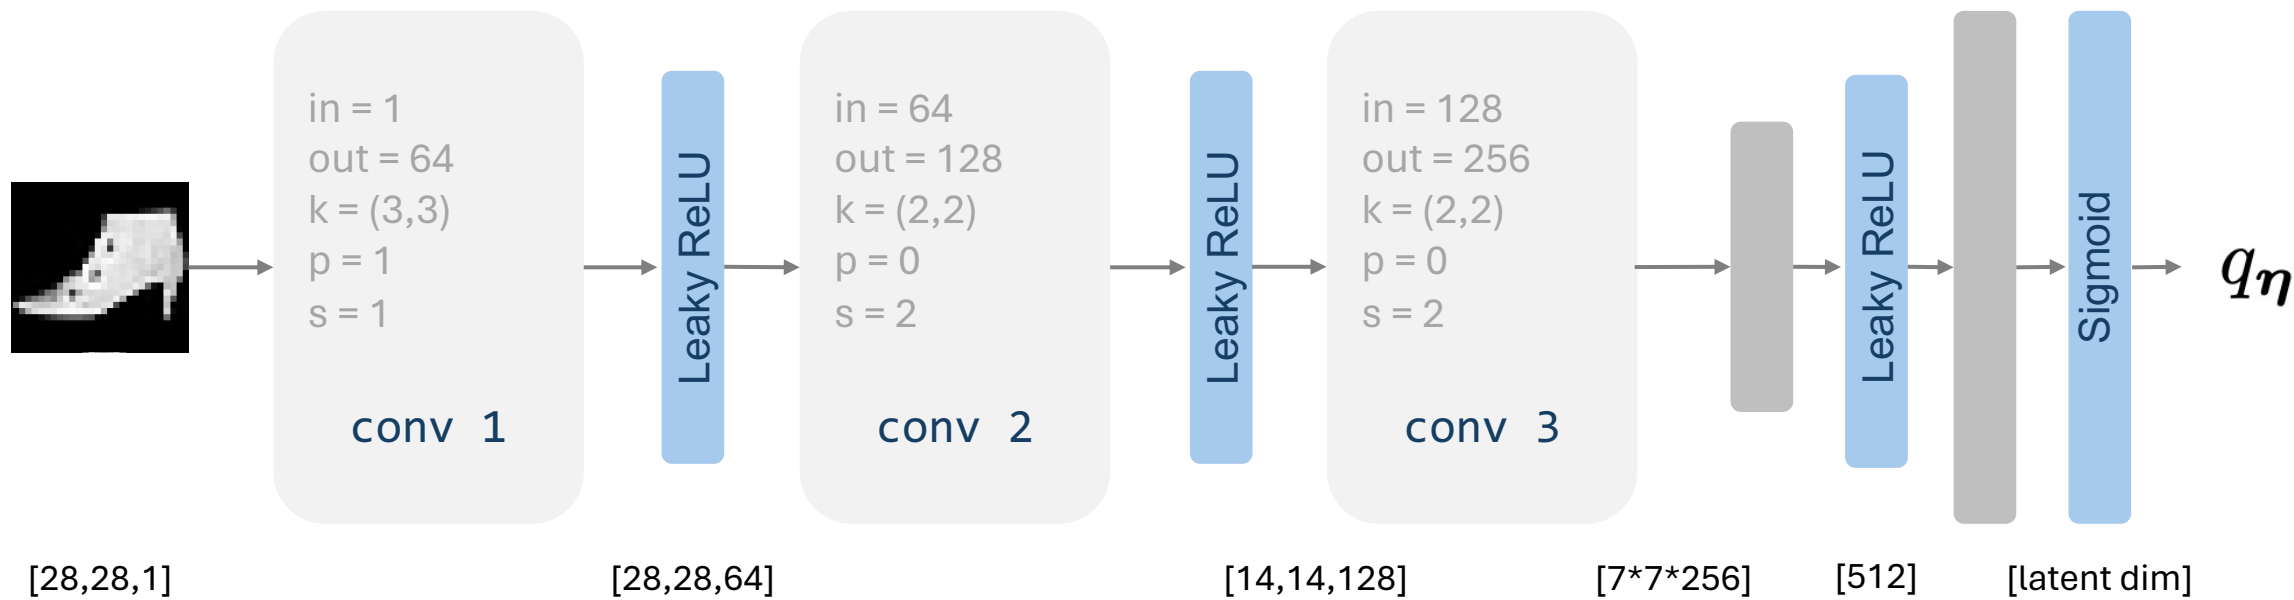 in = 1
out = 64
k = (3,3)
p = 1
s = 1
conv 1
Leaky ReLU
in = 64
out = 128
k = (2,2)
p = 0
s = 2
conv 2
Leaky ReLU
in = 128
out = 256
k = (2,2)
p = 0
s = 2
conv 3
Leaky ReLU
Sigmoid
q_η
[28,28,1]
[28,28,64]
[14,14,128]
[7*7*256]
[512]
[latent dim]